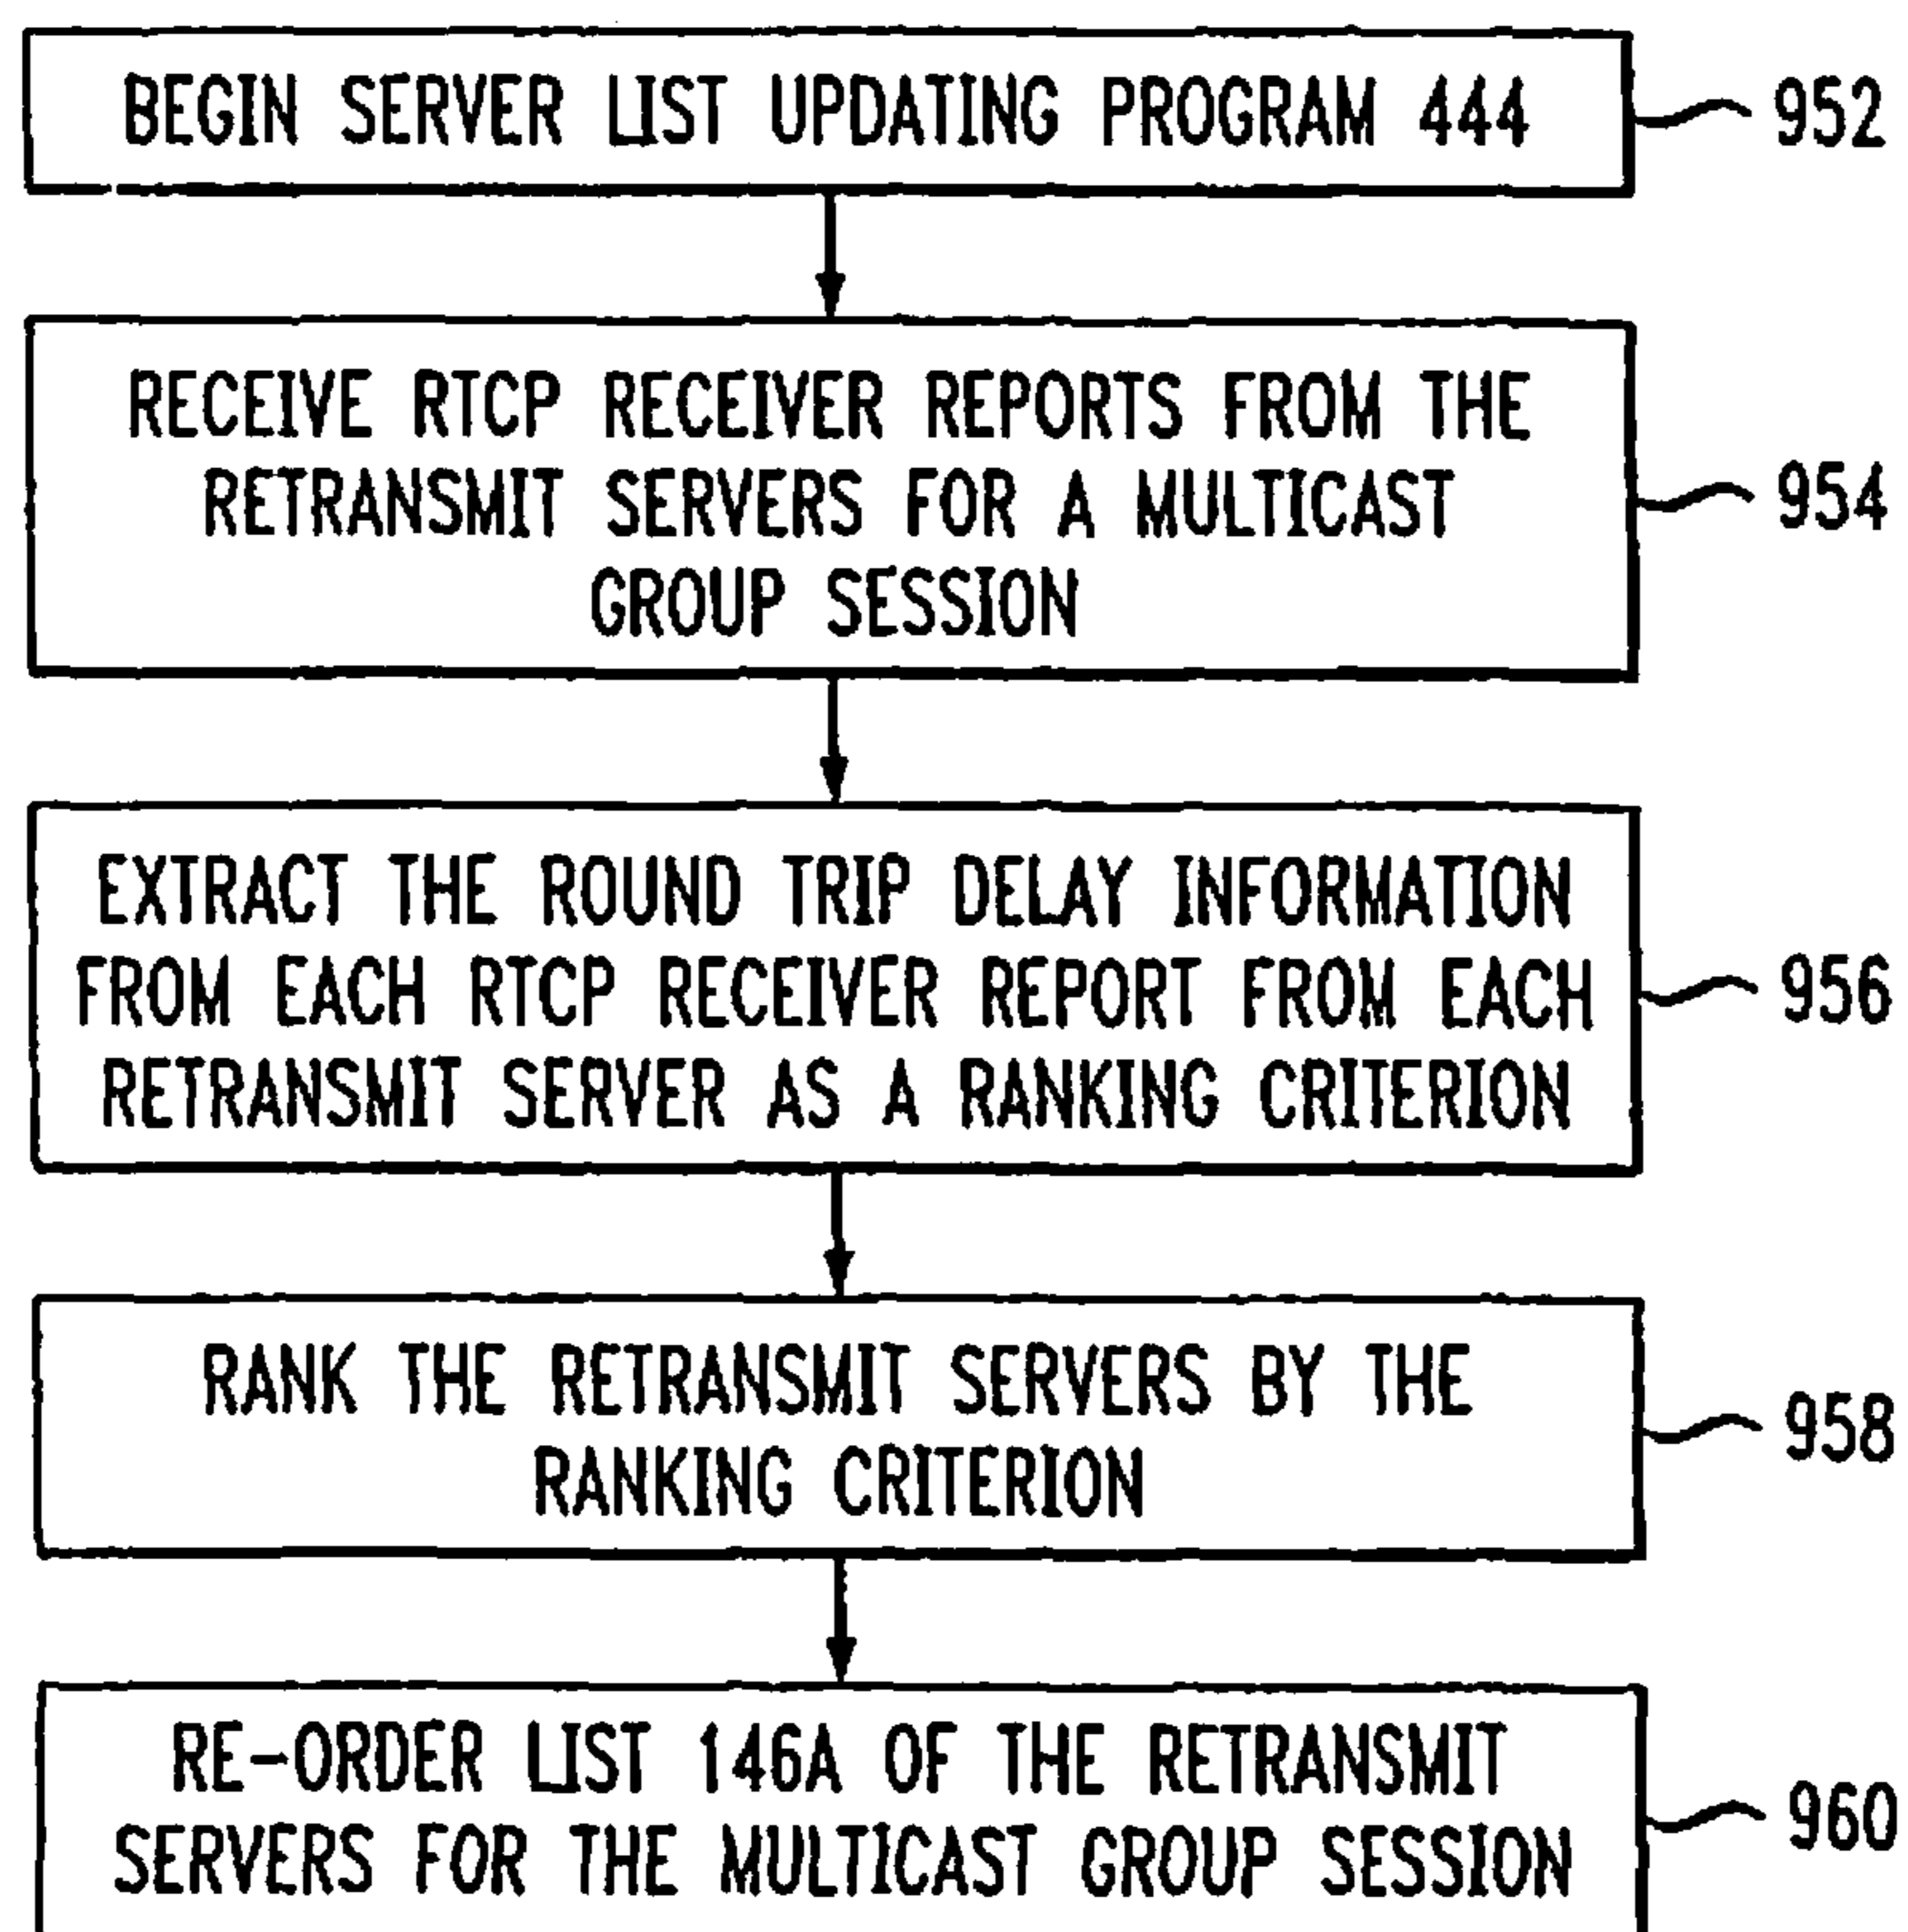 BEGIN SERVER LIST UPDATING PROGRAM 444
952
RECEIVE RTCP RECEIVER REPORTS FROM THE
RETRANSMIT SERVERS FOR A MULTICAST
GROUP SESSION
954
EXTRACT THE ROUND TRIP DELAY INFORMATION
FROM EACH RTCP RECEIVER REPORT FROM EACH
RETRANSMIT SERVER AS A RANKING CRITERION
956
RANK THE RETRANSMIT SERVERS BY THE
RANKING CRITERION
958
RE-ORDER LIST 146A OF THE RETRANSMIT
SERVERS FOR THE MULTICAST GROUP SESSION
960